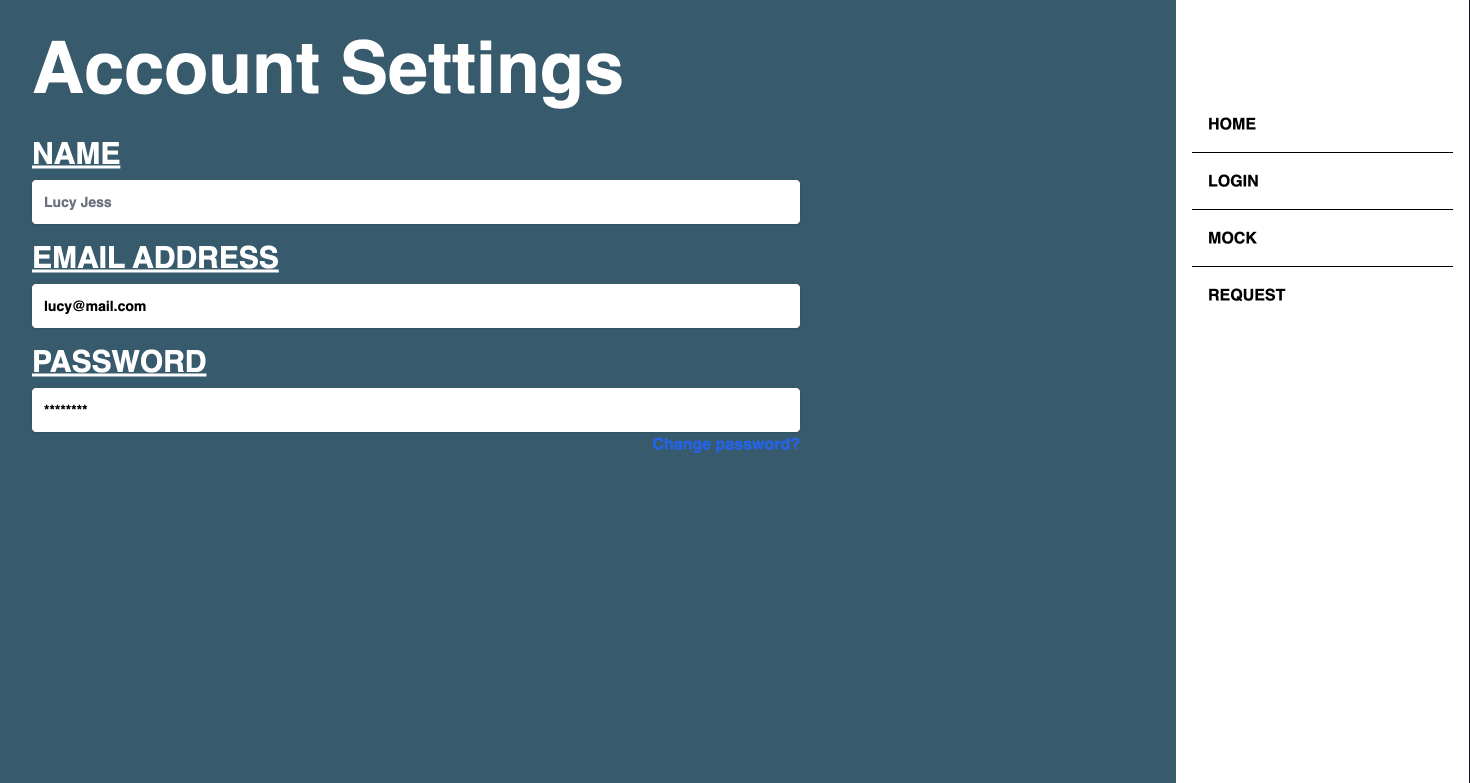 Account Settings
NAME
Lucy Jess
EMAIL ADDRESS
lucy@mail.com
PASSWORD
********
Change password?
HOME
LOGIN
MOCK
REQUEST